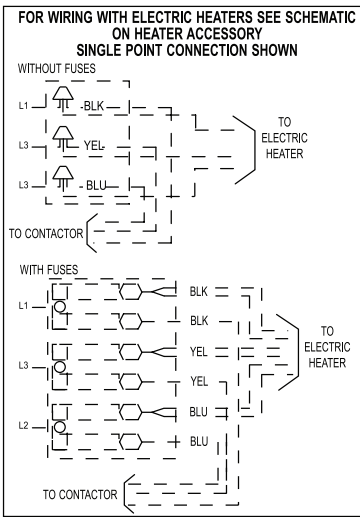 FOR WIRING WITH ELECTRIC HEATERS SEE SCHEMATIC
ON HEATER ACCESSORY
SINGLE POINT CONNECTION SHOWN
WITHOUT FUSES
L1
BLK
L3
YEL
L3
BLU
TO
ELECTRIC
HEATER
TO CONTACTOR
WITH FUSES
BLK
L1
BLK
YEL
L3
YEL
BLU
L2
BLU
TO
ELECTRIC
HEATER
TO CONTACTOR